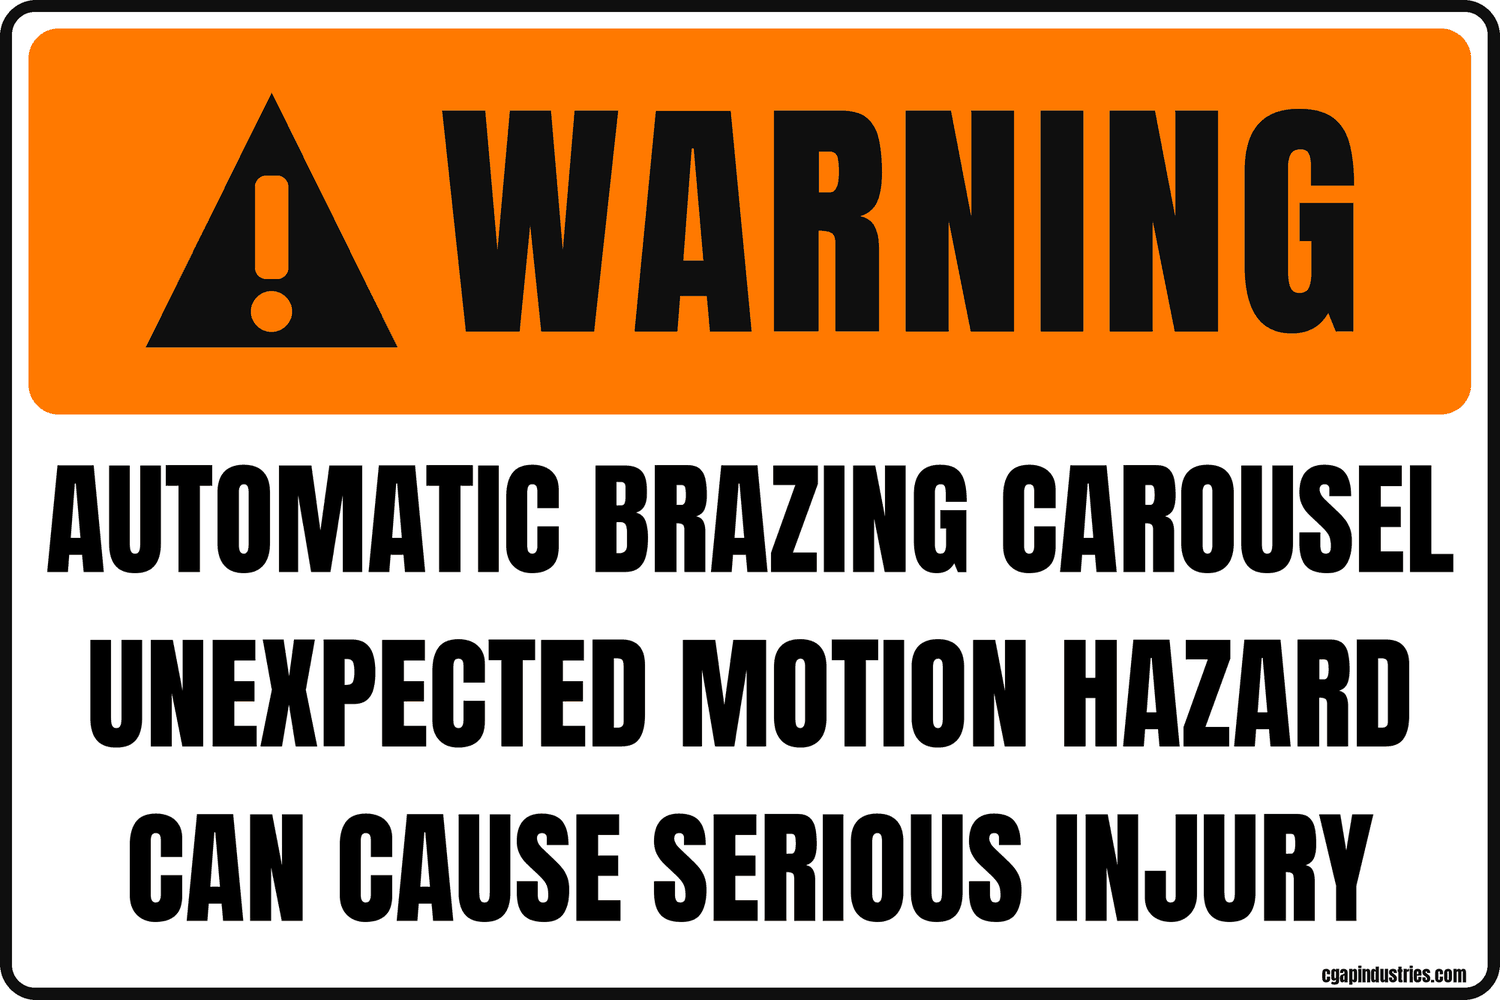 WARNING
AUTOMATIC BRAZING CAROUSEL
UNEXPECTED MOTION HAZARD
CAN CAUSE SERIOUS INJURY
cgapindustries.com